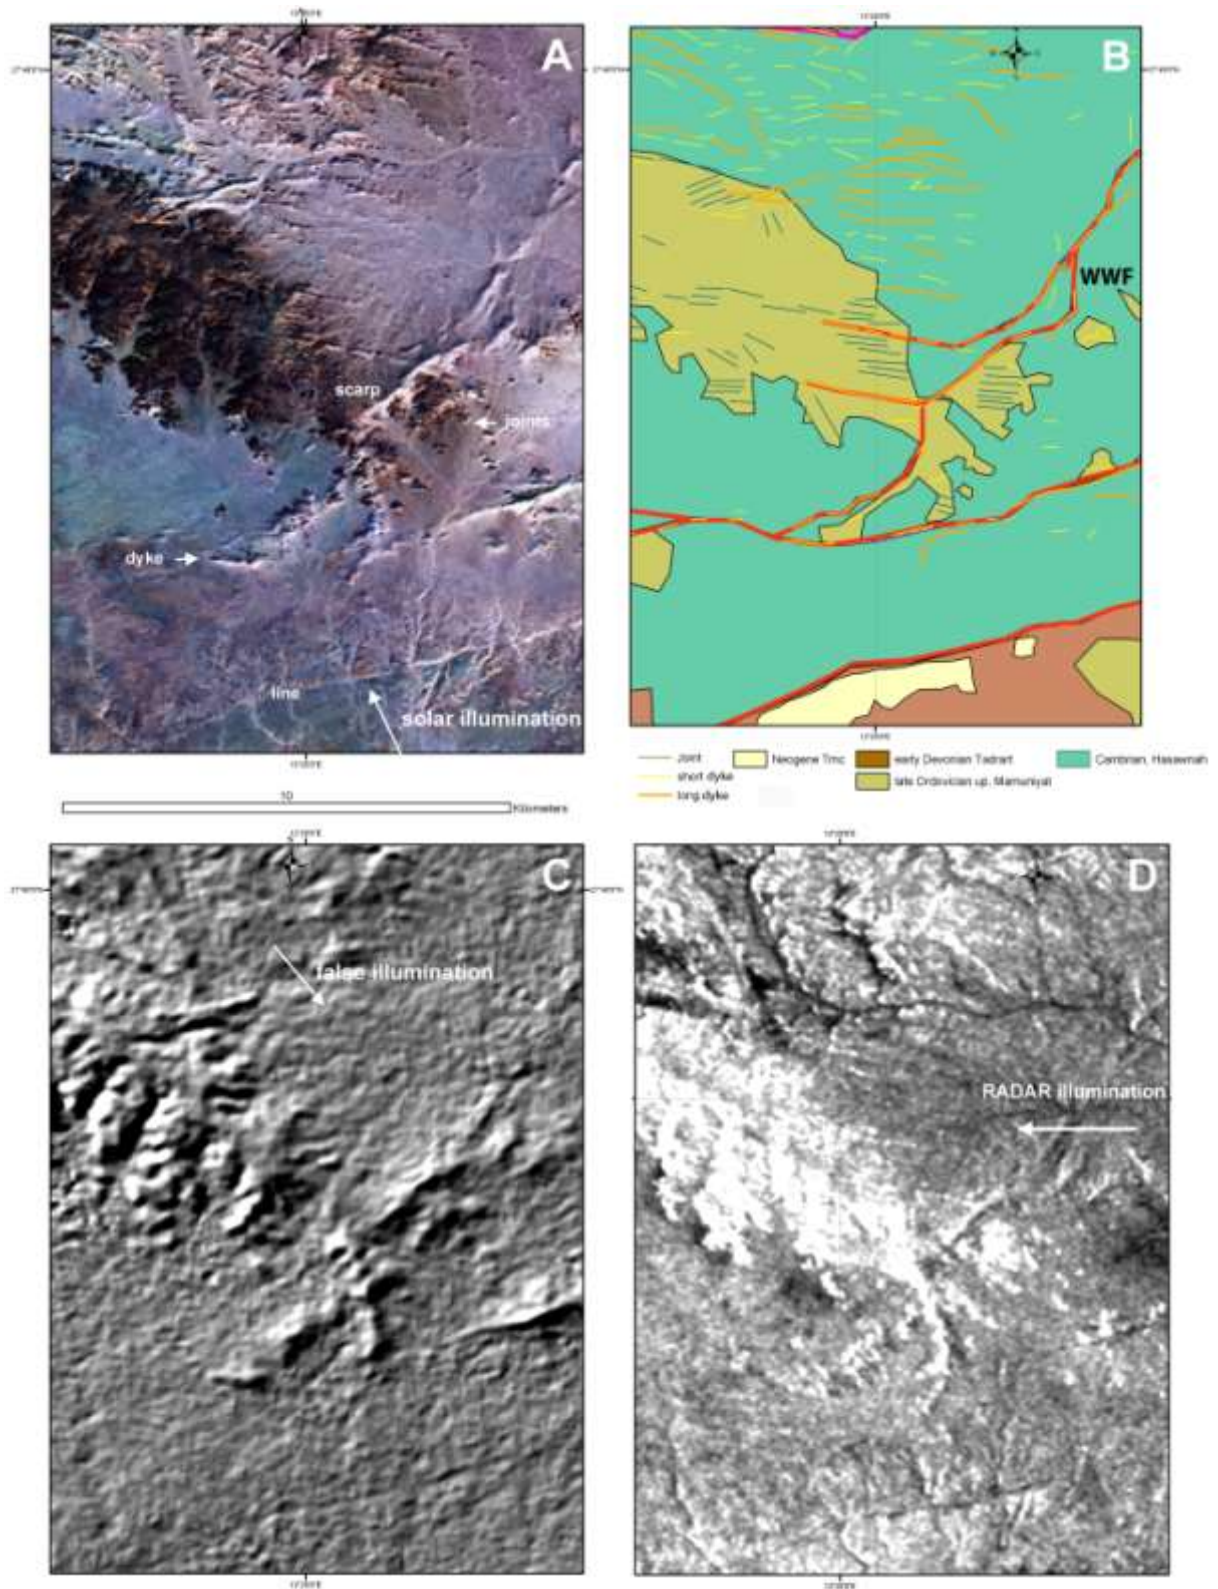 A
scarp
joints
dyke
line
solar illumination
B
WWF
Joint
short dyke
long dyke
Neogene Tmc
early Devonian Tadrart
late Ordovician up. Mamuniyat
Cambrian, Hasawnah
10
Kilometers
C
false illumination
D
RADAR illumination